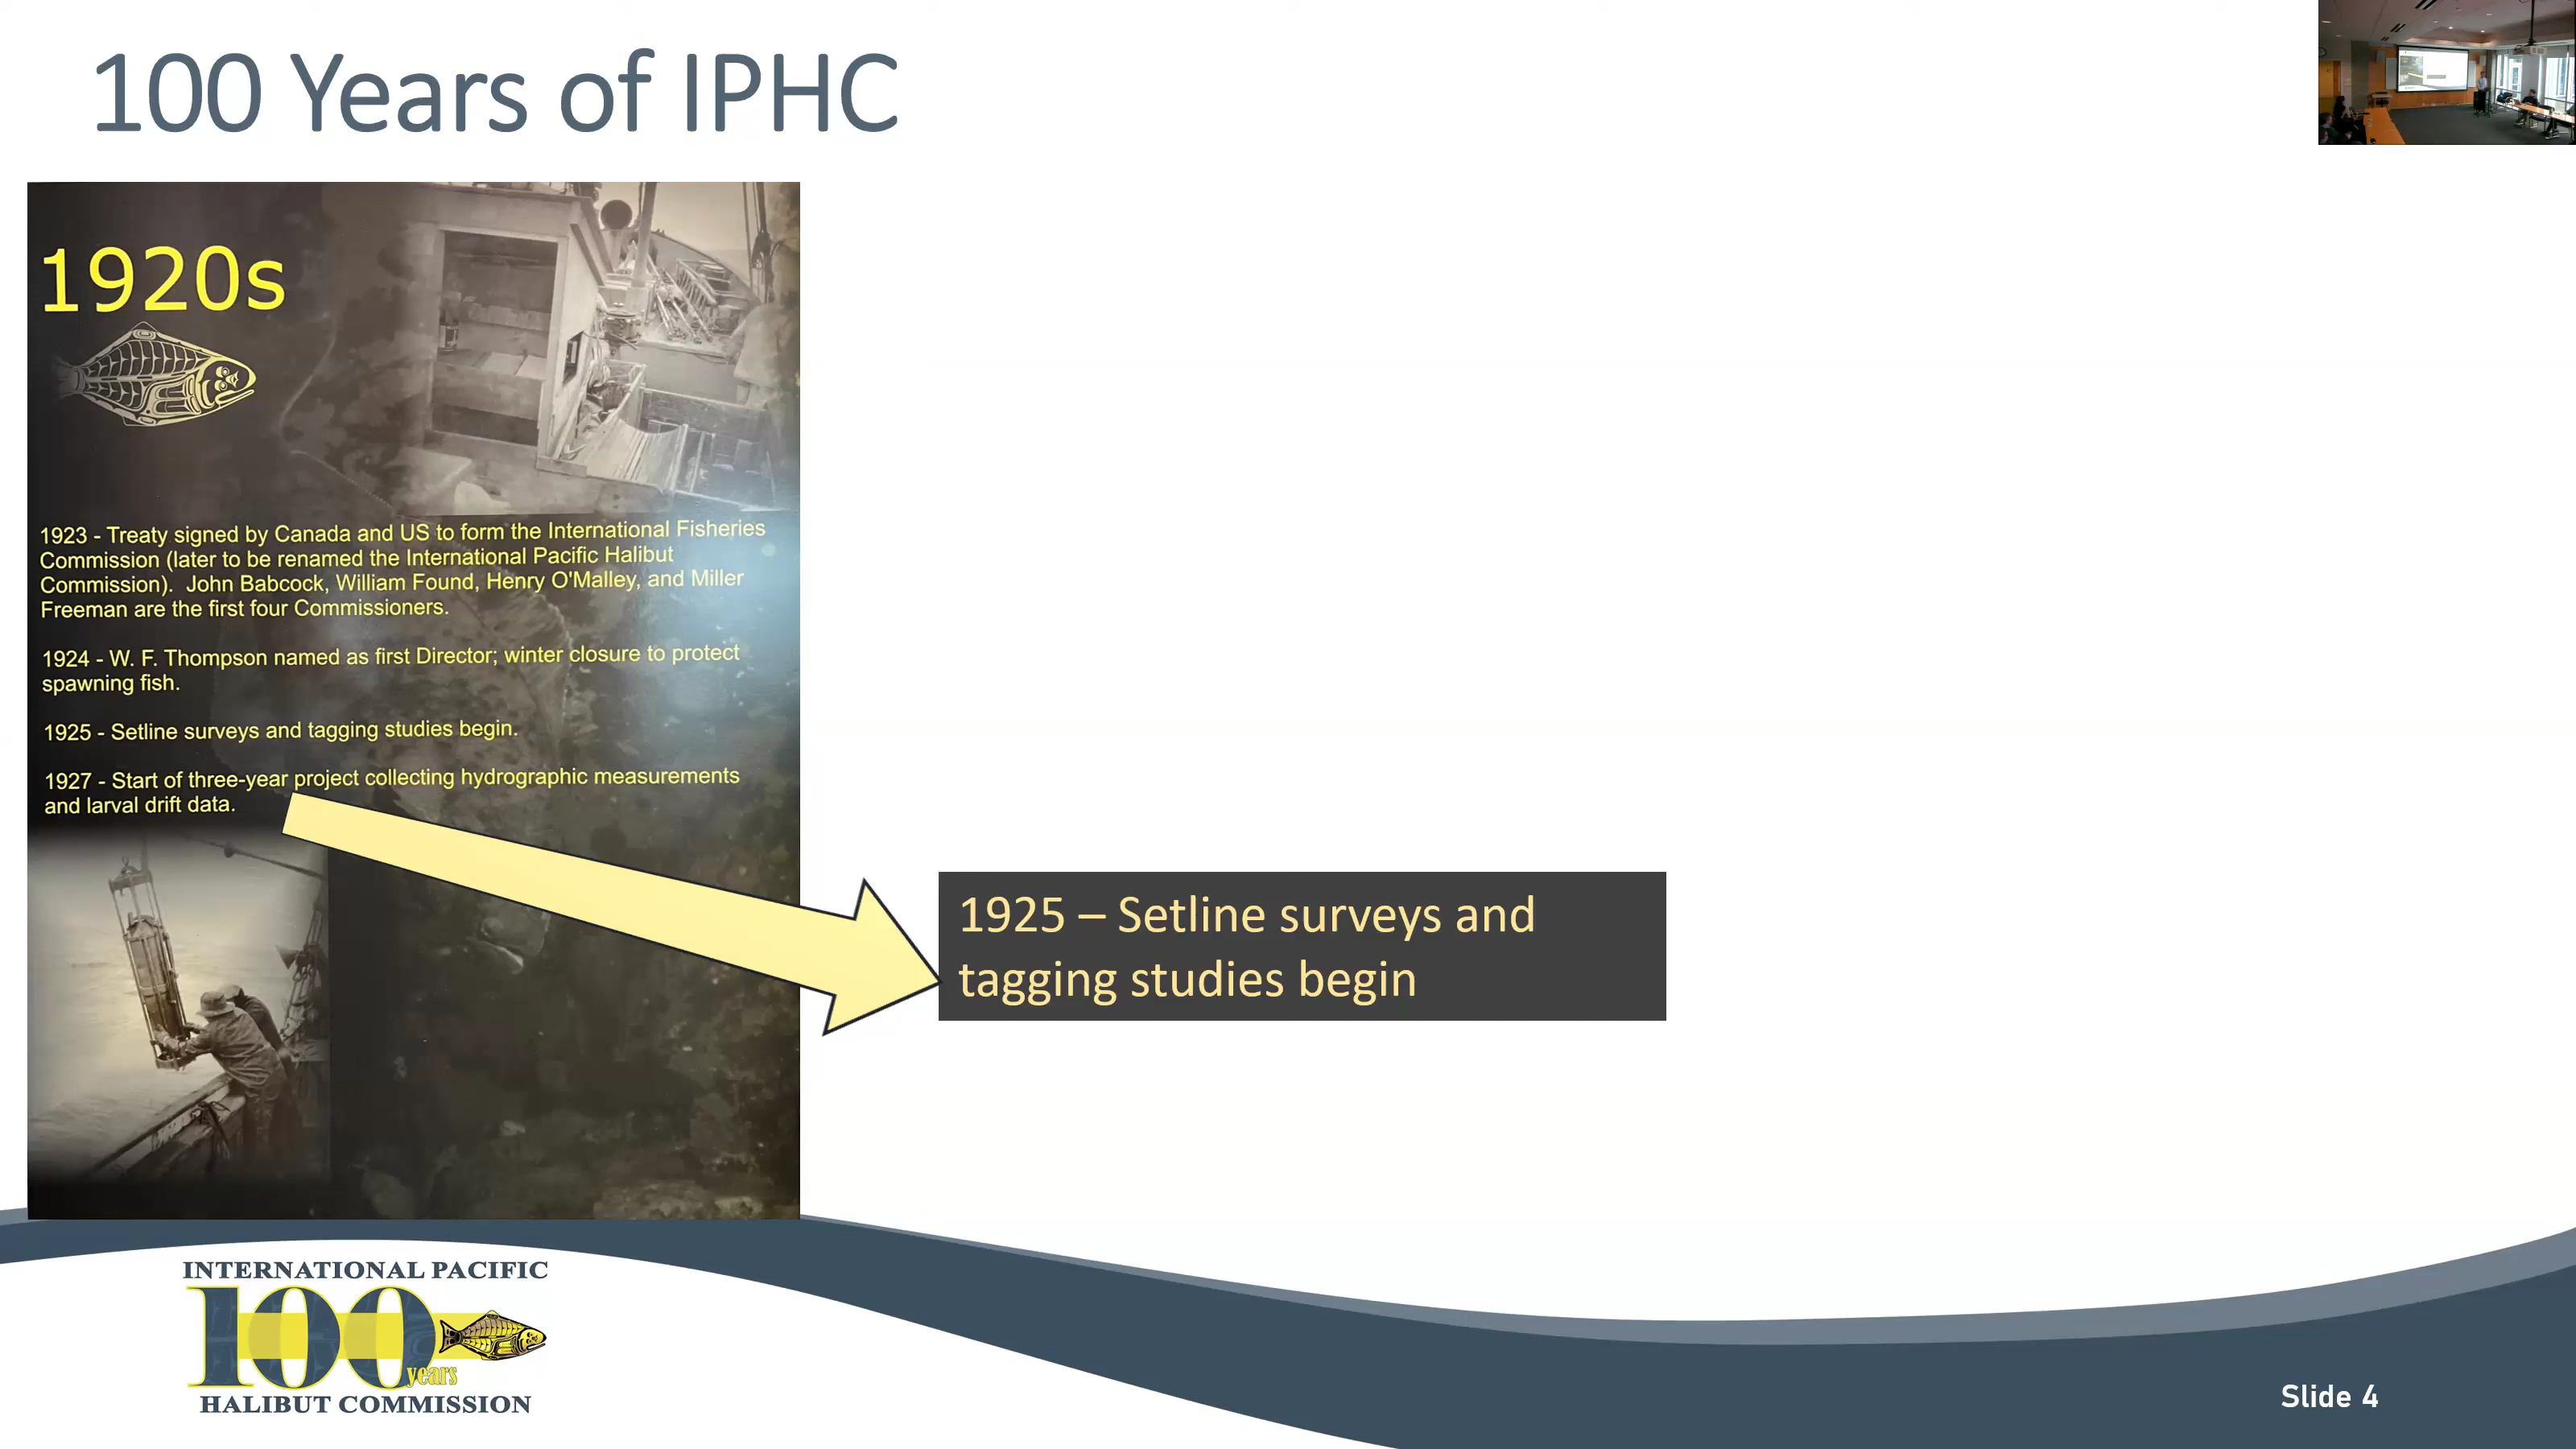 100 Years of IPHC
1920s
1923 - Treaty signed by Canada and US to form the International Fisheries
Commission (later to be renamed the International Pacific Halibut
Commission).  John Babcock, William Found, Henry O'Malley, and Miller
Freeman are the first four Commissioners.
1924 - W. F. Thompson named as first Director; winter closure to protect
spawning fish.
1925 - Setline surveys and tagging studies begin.
1927 - Start of three-year project collecting hydrographic measurements
and larval drift data.
1925 – Setline surveys and
tagging studies begin
INTERNATIONAL PACIFIC
100
years
HALIBUT COMMISSION
Slide 4